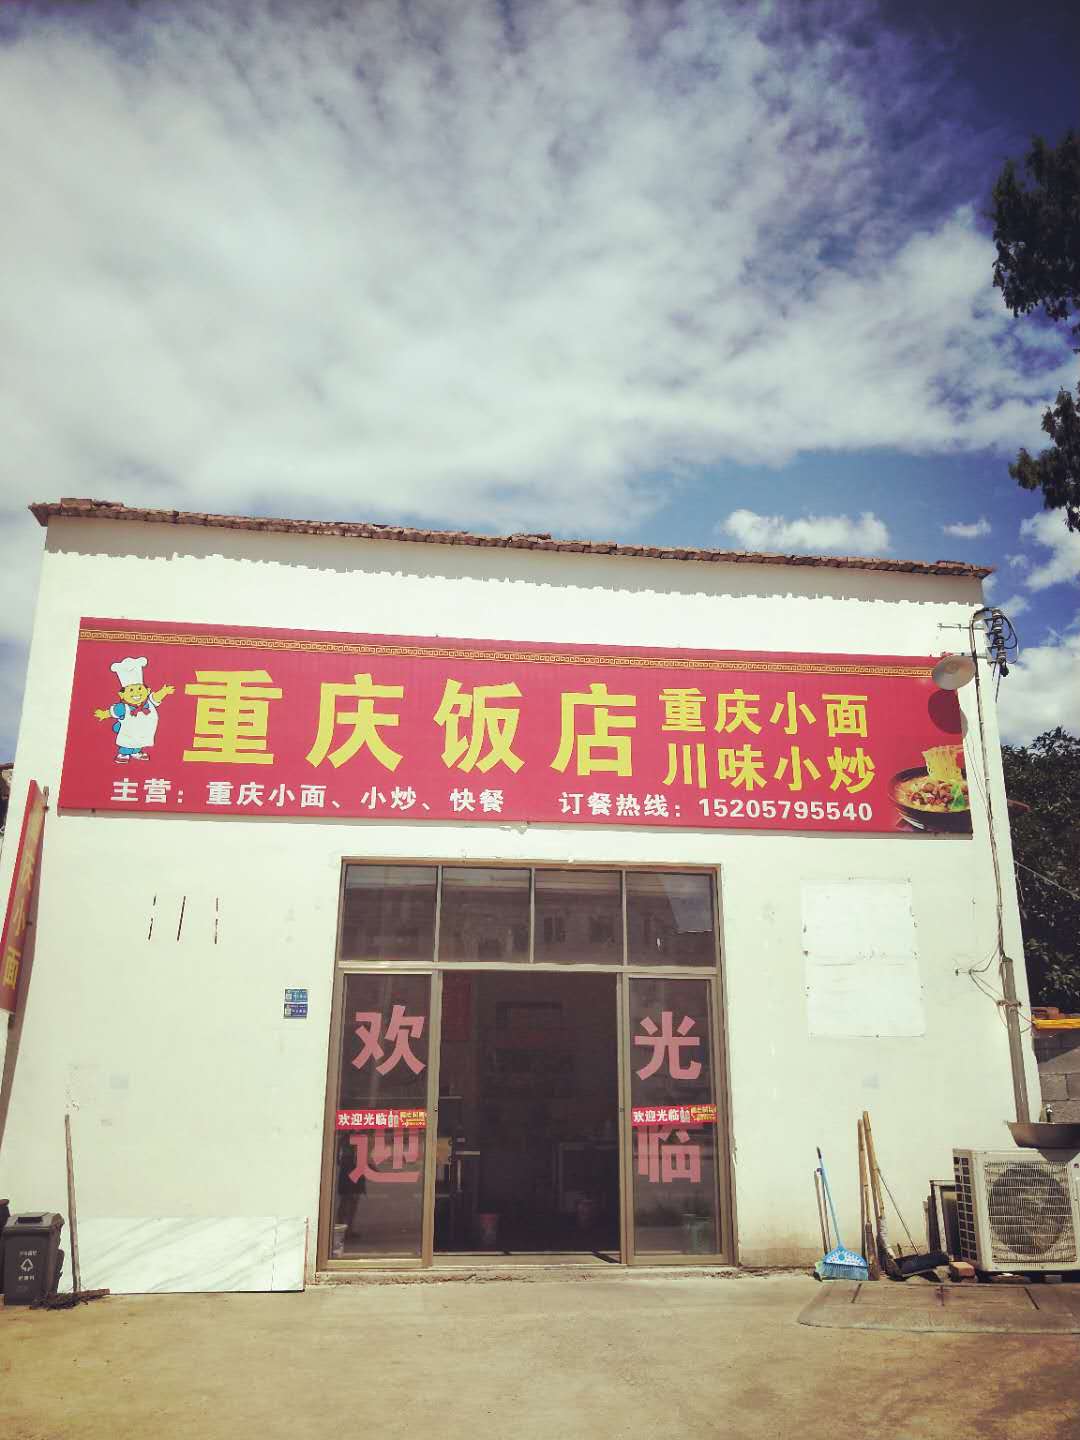 重庆饭店
重庆小面
川味小炒
主营：重庆小面、小炒、快餐
订餐热线：15205795540
小面
欢迎
光临
欢迎光临
欢迎光临